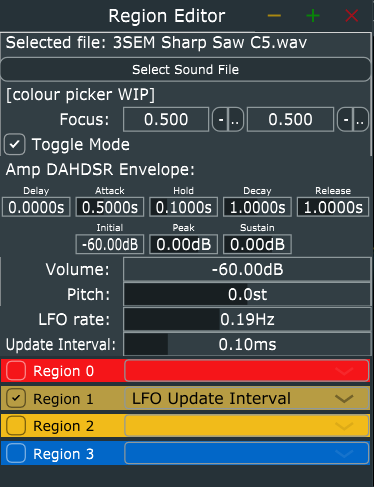 Region Editor
Selected file: 3SEM Sharp Saw C5.wav
Select Sound File
[colour picker WIP]
Focus: 0.500 - .. 0.500 - ..
Toggle Mode
Amp DAHDSR Envelope:
Delay Attack Hold Decay Release
0.0000s 0.5000s 0.1000s 1.0000s 1.0000s
Initial Peak Sustain
-60.00dB 0.00dB 0.00dB
Volume: -60.00dB
Pitch: 0.0st
LFO rate: 0.19Hz
Update Interval: 0.10ms
Region 0
Region 1 LFO Update Interval
Region 2
Region 3